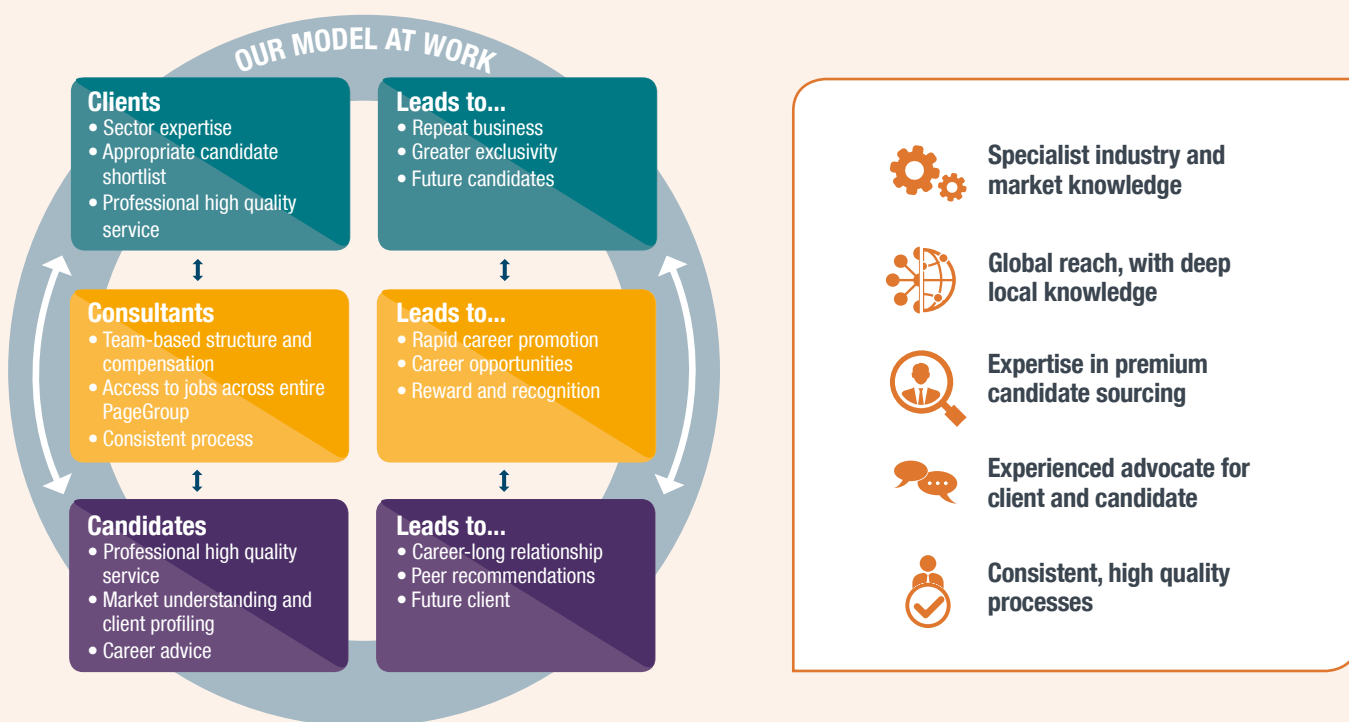 OUR MODEL AT WORK
Clients
• Sector expertise
• Appropriate candidate
shortlist
• Professional high quality
service
Leads to...
• Repeat business
• Greater exclusivity
• Future candidates
Consultants
• Team-based structure and
compensation
• Access to jobs across entire
PageGroup
• Consistent process
Leads to...
• Rapid career promotion
• Career opportunities
• Reward and recognition
Candidates
• Professional high quality
service
• Market understanding and
client profiling
• Career advice
Leads to...
• Career-long relationship
• Peer recommendations
• Future client
Specialist industry and
market knowledge
Global reach, with deep
local knowledge
Expertise in premium
candidate sourcing
Experienced advocate for
client and candidate
Consistent, high quality
processes